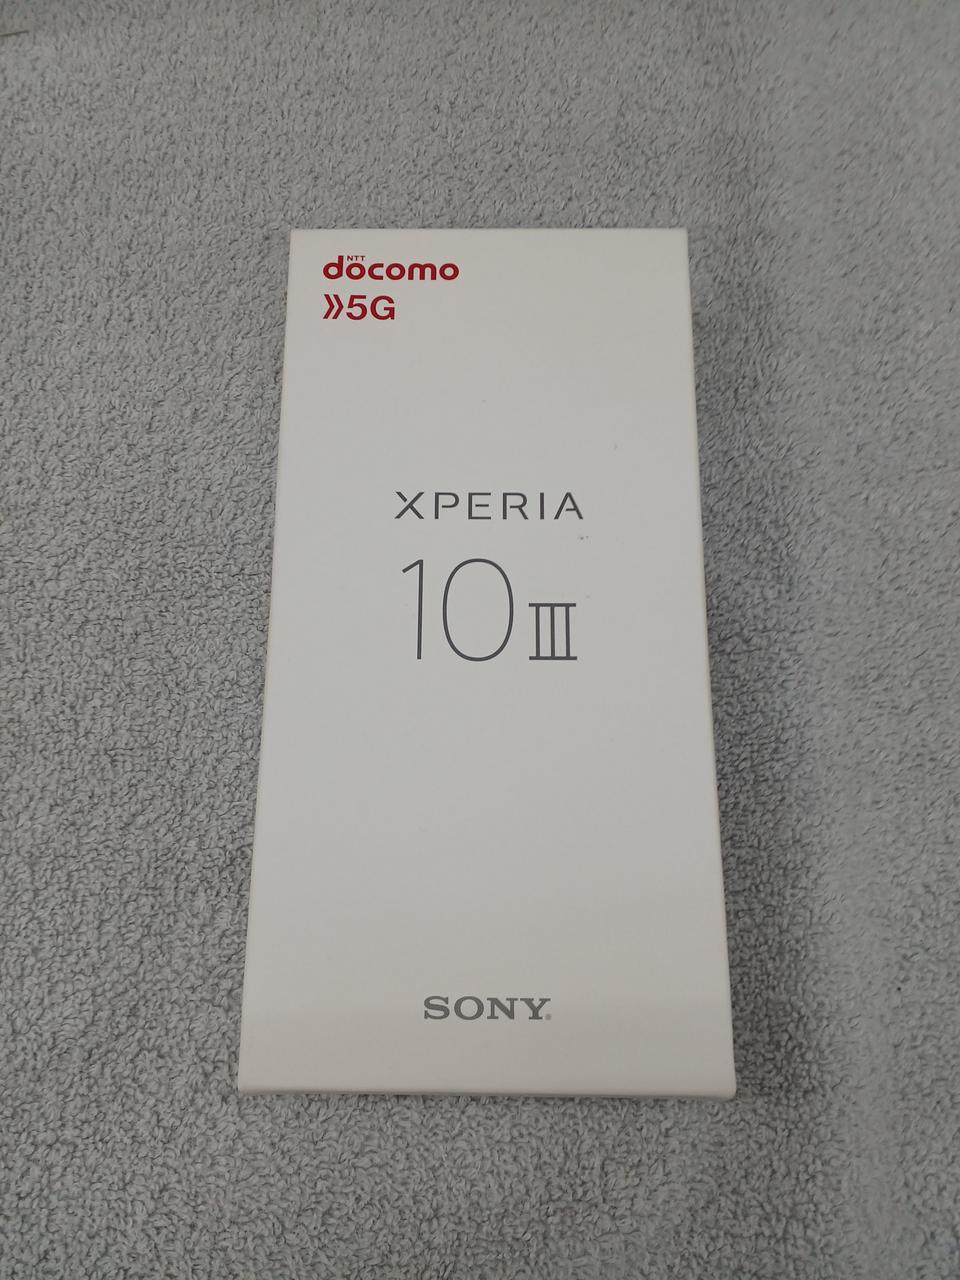 NTT
docomo
5G
XPERIA
10 III
SONY